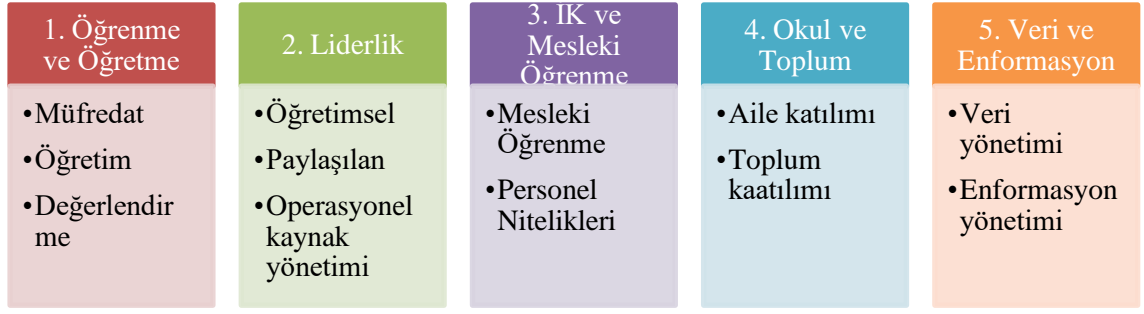 1. Öğrenme
ve Öğretme
•Müfredat
•Öğretim
•Değerlendir
me
2. Liderlik
•Öğretimsel
•Paylaşılan
•Operasyonel
kaynak
yönetimi
3. IK ve
Mesleki
Öğrenme
•Mesleki
Öğrenme
•Personel
Nitelikleri
4. Okul ve
Toplum
•Aile katılımı
•Toplum
kaatılımı
5. Veri ve
Enformasyon
•Veri
yönetimi
•Enformasyon
yönetimi